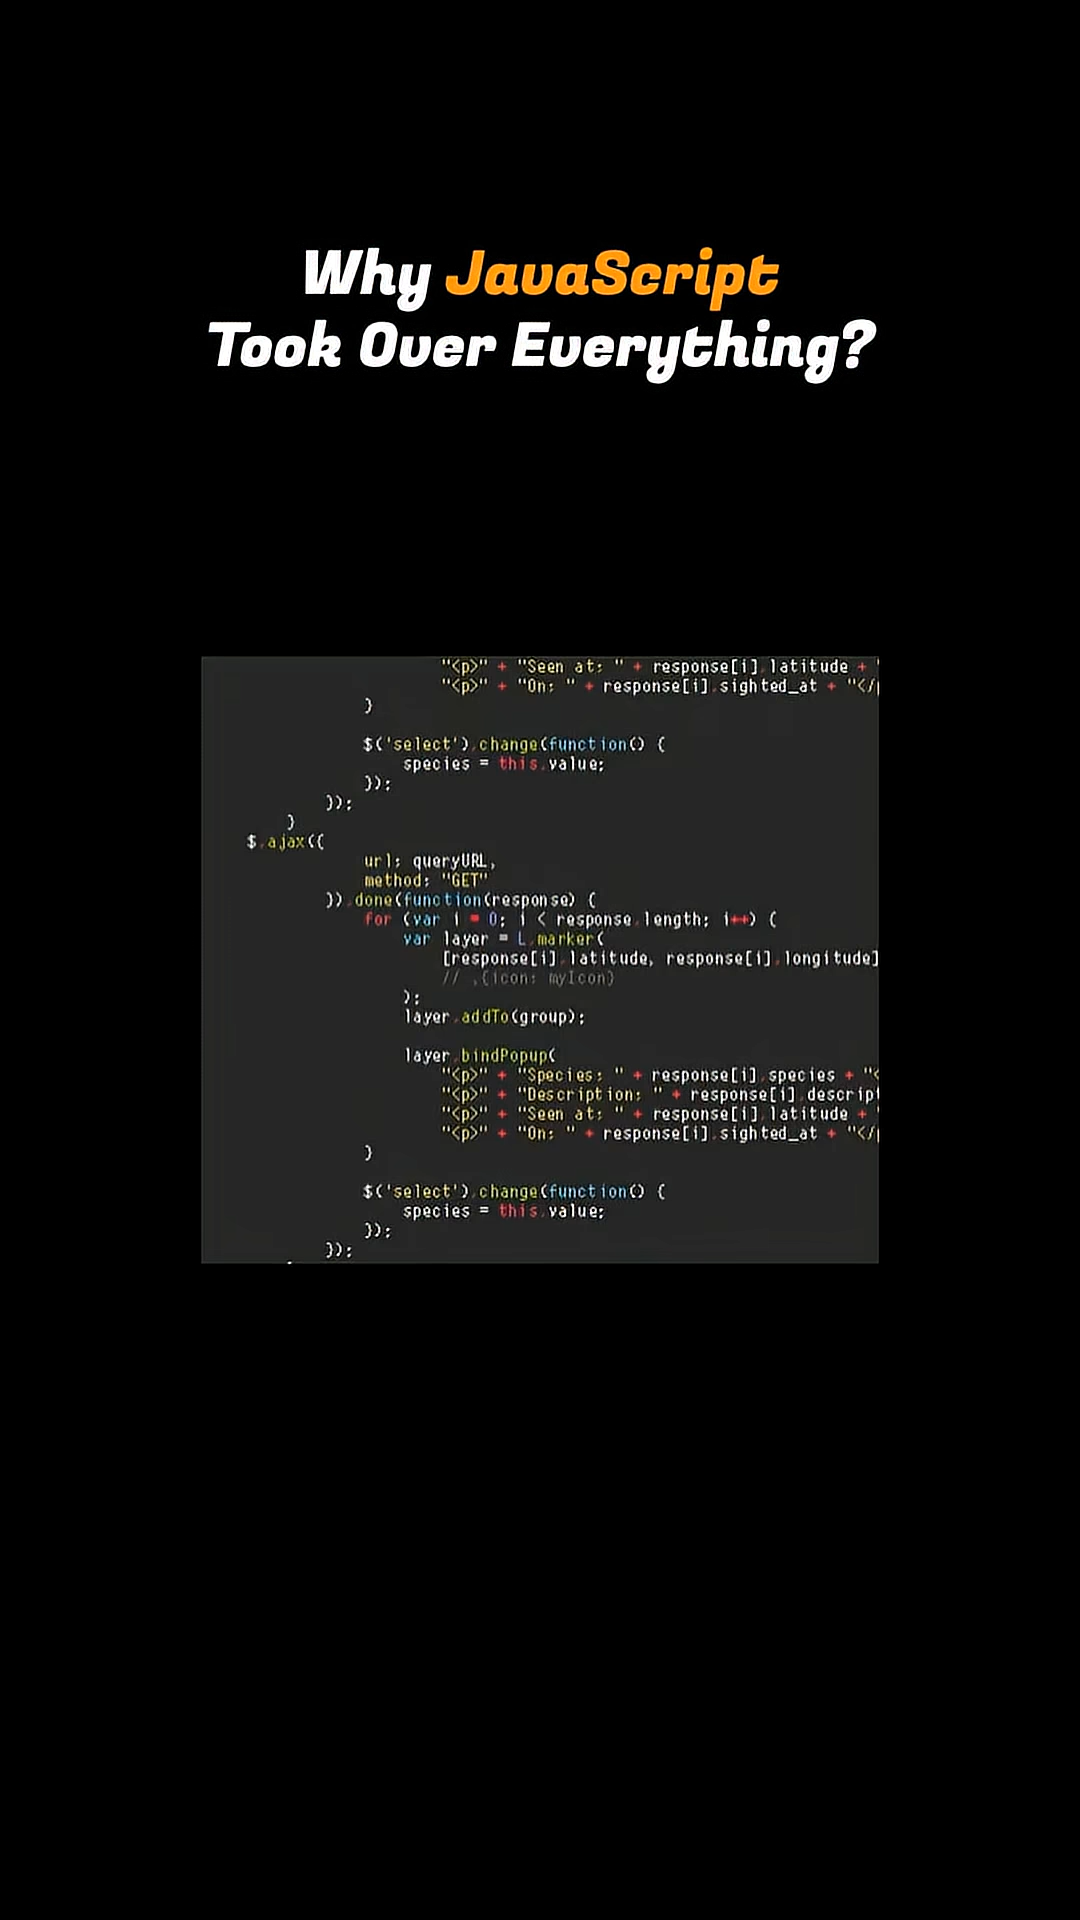 Why JavaScript
Took Over Everything?
"<p>" + "Seen at: " + response[i].latitude + "
"<p>" + "On: " + response[i].sighted_at + "</p
}
$('select').change(function() {
species = this.value;
});
});
}
$.ajax({
url: queryURL,
method: "GET"
}).done(function(response) {
for (var i = 0; i < response.length; i++) {
var layer = L.marker(
[response[i].latitude, response[i].longitude]
// ,{icon: myIcon}
);
layer.addTo(group);
layer.bindPopup(
"<p>" + "Species: " + response[i].species + "<
"<p>" + "Description: " + response[i].descript
"<p>" + "Seen at: " + response[i].latitude + "
"<p>" + "On: " + response[i].sighted_at + "</p
}
$('select').change(function() {
species = this.value;
});
});